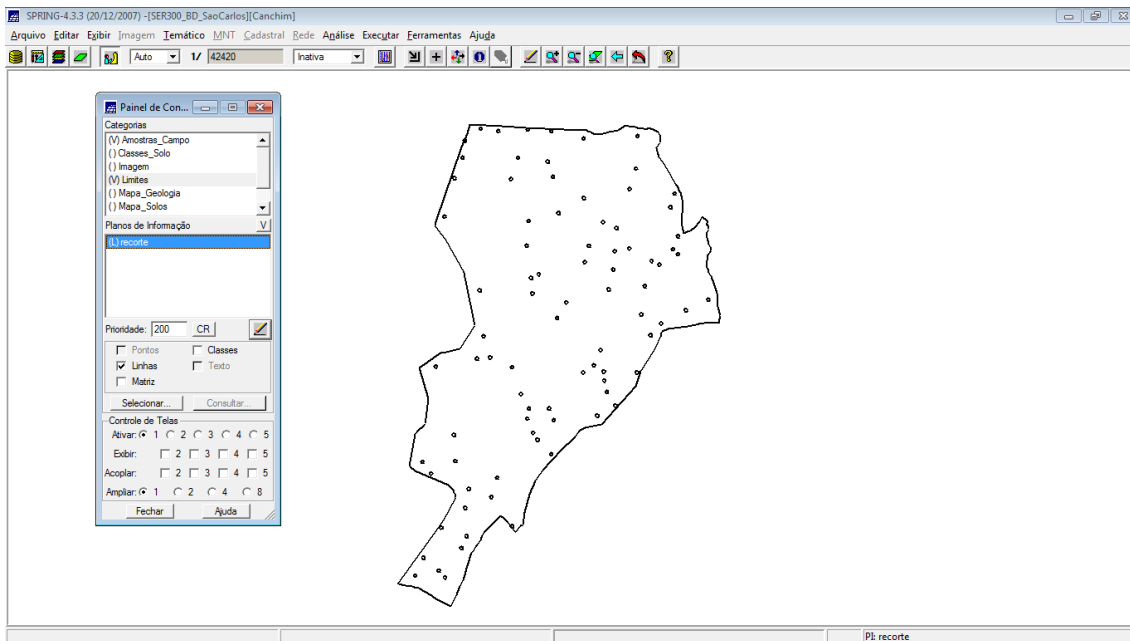 SPRING-4.3.3 (20/12/2007) -[SER300_BD_SaoCarlos][Canchim]
Arquivo Editar Exibir Imagem Temático MNT Cadastral Rede Análise Executar Ferramentas Ajuda
Auto 1/ 42420 Inativa
Painel de Con...
Categorias
(V) Amostras_Campo
( ) Classes_Solo
( ) Imagem
(V) Limites
( ) Mapa_Geologia
( ) Mapa_Solos
Planos de Informação V
(L) recorte
Prioridade: 200 CR
Pontos Classes
Linhas Texto
Matriz
Selecionar... Consultar...
Controle de Telas
Ativar: 1 2 3 4 5
Exibir: 2 3 4 5
Acoplar: 2 3 4 5
Ampliar: 1 2 4 8
Fechar Ajuda
PI: recorte